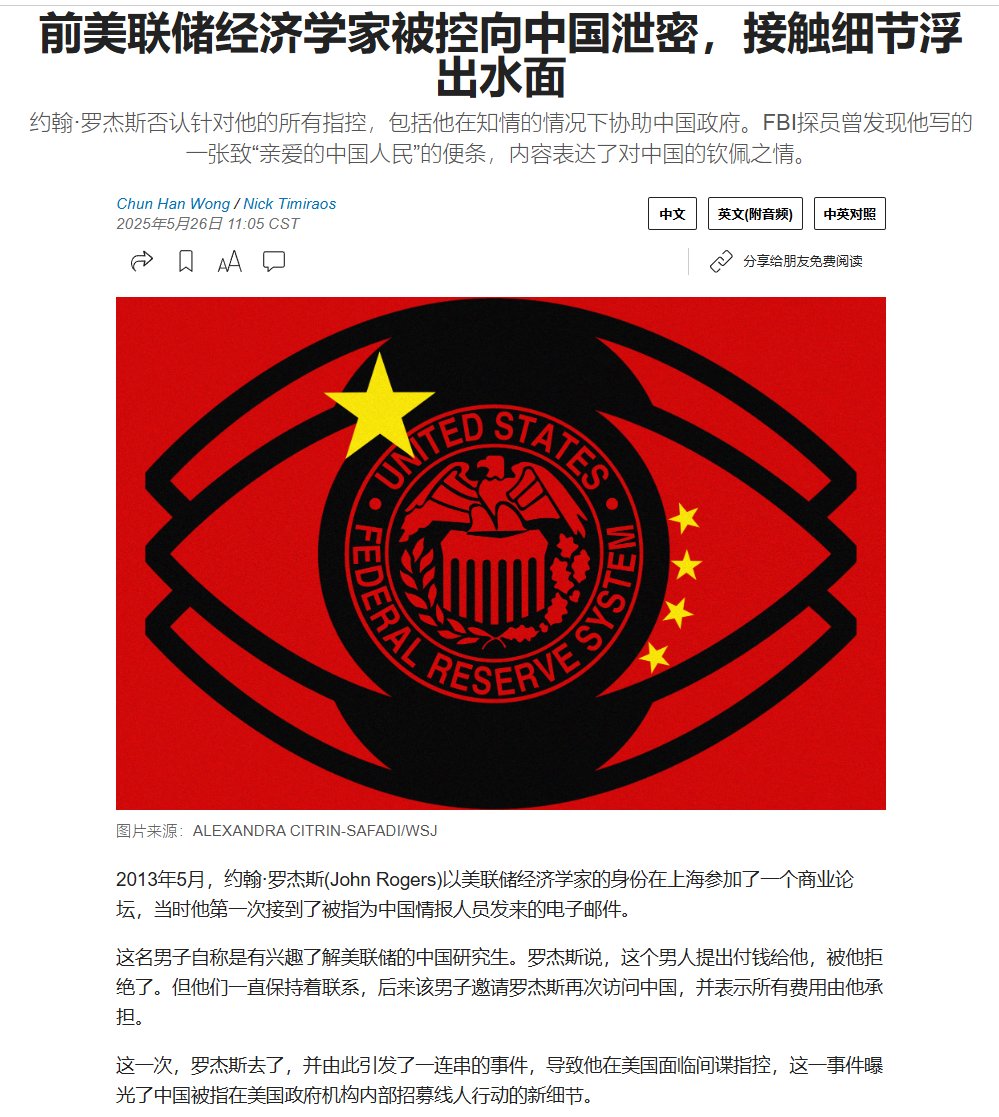 前美联储经济学家被控向中国泄密，接触细节浮
出水面
约翰·罗杰斯否认针对他的所有指控，包括他在知情的情况下协助中国政府。FBI探员曾发现他写的
一张致“亲爱的中国人民”的便条，内容表达了对中国的钦佩之情。
Chun Han Wong / Nick Timiraos
2025年5月26日 11:05 CST
中文
英文(附音频)
中英对照
AA
分享给朋友免费阅读
UNITED STATES
FEDERAL RESERVE SYSTEM
图片来源：ALEXANDRA CITRIN-SAFADI/WSJ
2013年5月，约翰·罗杰斯(John Rogers)以美联储经济学家的身份在上海参加了一个商业论
坛，当时他第一次接到了被指为中国情报人员发来的电子邮件。
这名男子自称是有兴趣了解美联储的中国研究生。罗杰斯说，这个男人提出付钱给他，被他拒
绝了。但他们一直保持着联系，后来该男子邀请罗杰斯再次访问中国，并表示所有费用由他承
担。
这一次，罗杰斯去了，并由此引发了一连串的事件，导致他在美国面临间谍指控，这一事件曝
光了中国被指在美国政府机构内部招募线人行动的新细节。